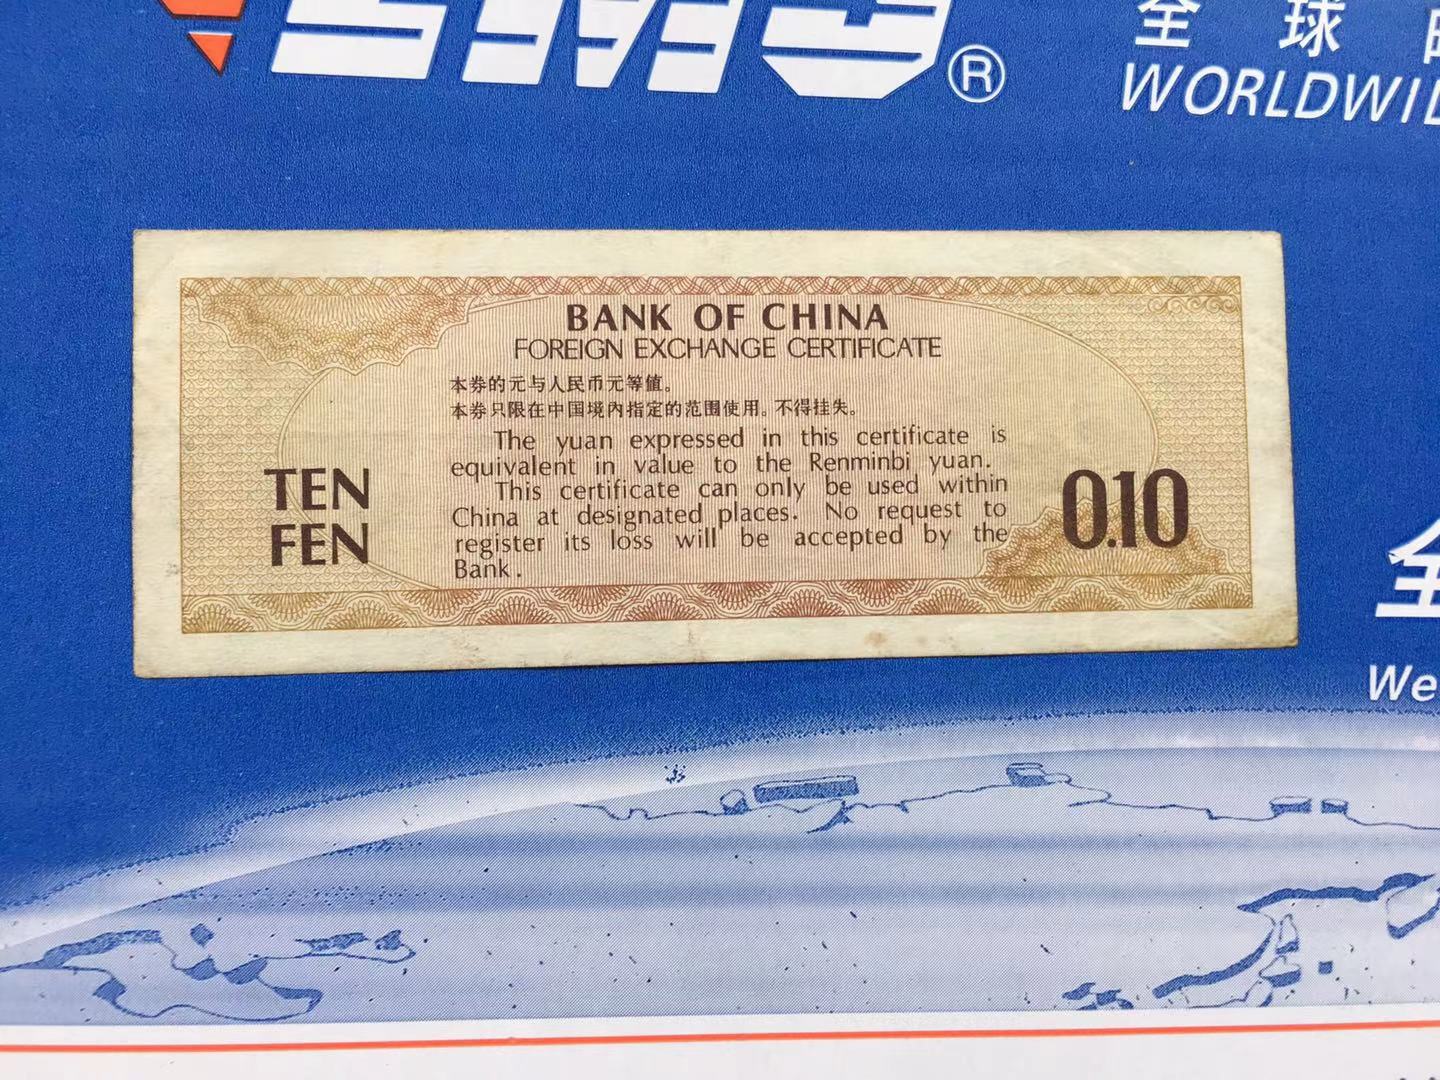 EMS®
全球
WORLDWID
BANK OF CHINA
FOREIGN EXCHANGE CERTIFICATE
本券的元与人民币元等值。
本券只限在中国境内指定的范围使用。不得挂失。
The yuan expressed in this certificate is
equivalent in value to the Renminbi yuan.
This certificate can only be used within
China at designated places. No request to
register its loss will be accepted by the
Bank.
TEN
FEN
0.10
全
We